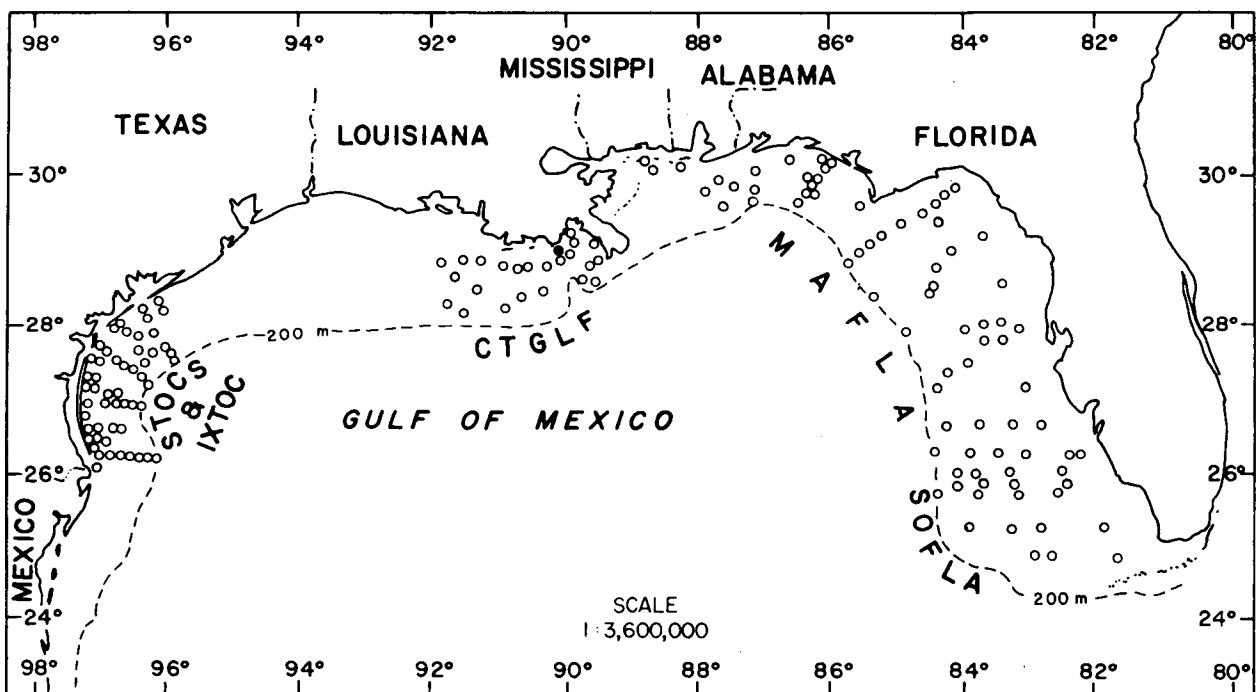 98° 96° 94° 92° 90° 88° 86° 84° 82° 80°
MISSISSIPPI ALABAMA
TEXAS LOUISIANA FLORIDA
30° 30°
MAFLA
28° 200 m 28°
CTGLF
STOCS
&
IXTOC
GULF OF MEXICO
26° 26°
SOFLA
MEXICO
200 m
24° SCALE 24°
1:3,600,000
98° 96° 94° 92° 90° 88° 86° 84° 82° 80°